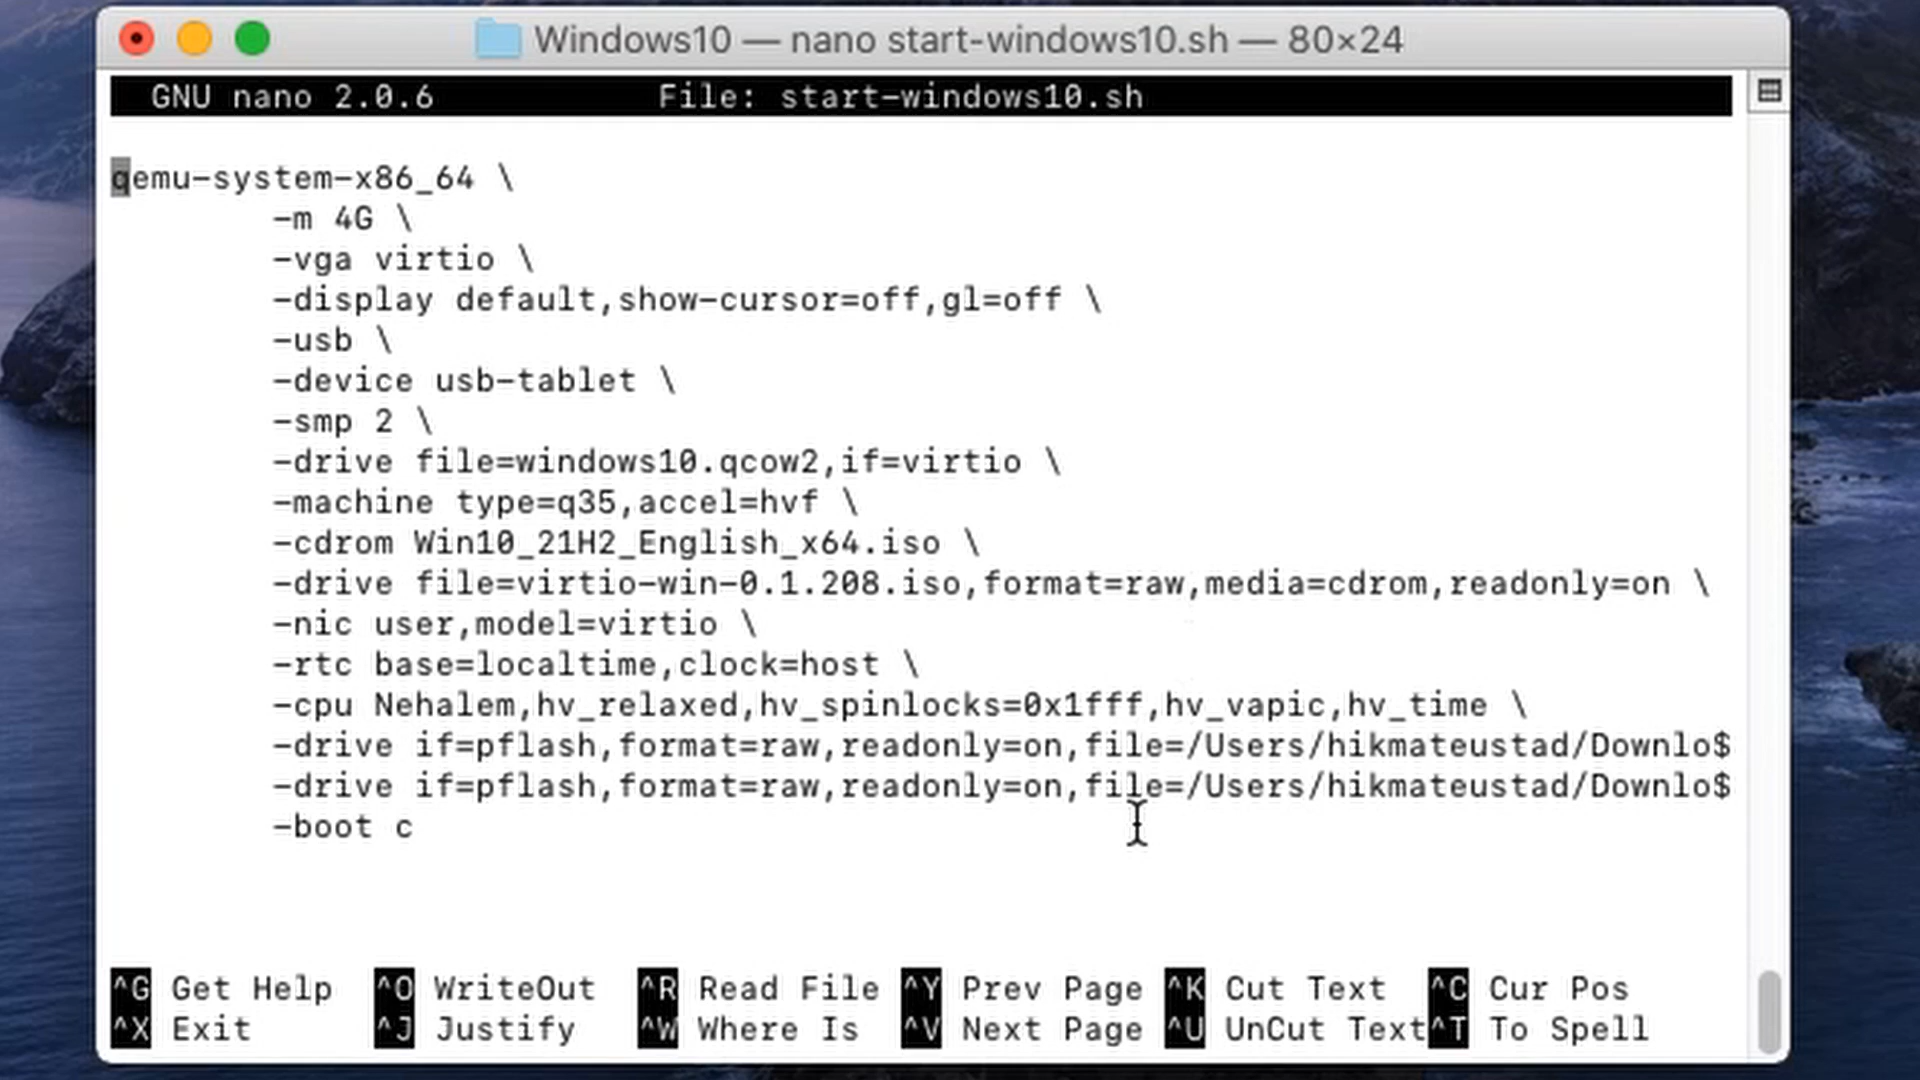 Windows10 — nano start-windows10.sh — 80×24
GNU nano 2.0.6 File: start-windows10.sh
qemu-system-x86_64 \
-m 4G \
-vga virtio \
-display default,show-cursor=off,gl=off \
-usb \
-device usb-tablet \
-smp 2 \
-drive file=windows10.qcow2,if=virtio \
-machine type=q35,accel=hvf \
-cdrom Win10_21H2_English_x64.iso \
-drive file=virtio-win-0.1.208.iso,format=raw,media=cdrom,readonly=on \
-nic user,model=virtio \
-rtc base=localtime,clock=host \
-cpu Nehalem,hv_relaxed,hv_spinlocks=0x1fff,hv_vapic,hv_time \
-drive if=pflash,format=raw,readonly=on,file=/Users/hikmateustad/Downlo$
-drive if=pflash,format=raw,readonly=on,file=/Users/hikmateustad/Downlo$
-boot c
^G Get Help ^O WriteOut ^R Read File ^Y Prev Page ^K Cut Text ^C Cur Pos
^X Exit ^J Justify ^W Where Is ^V Next Page ^U UnCut Text ^T To Spell